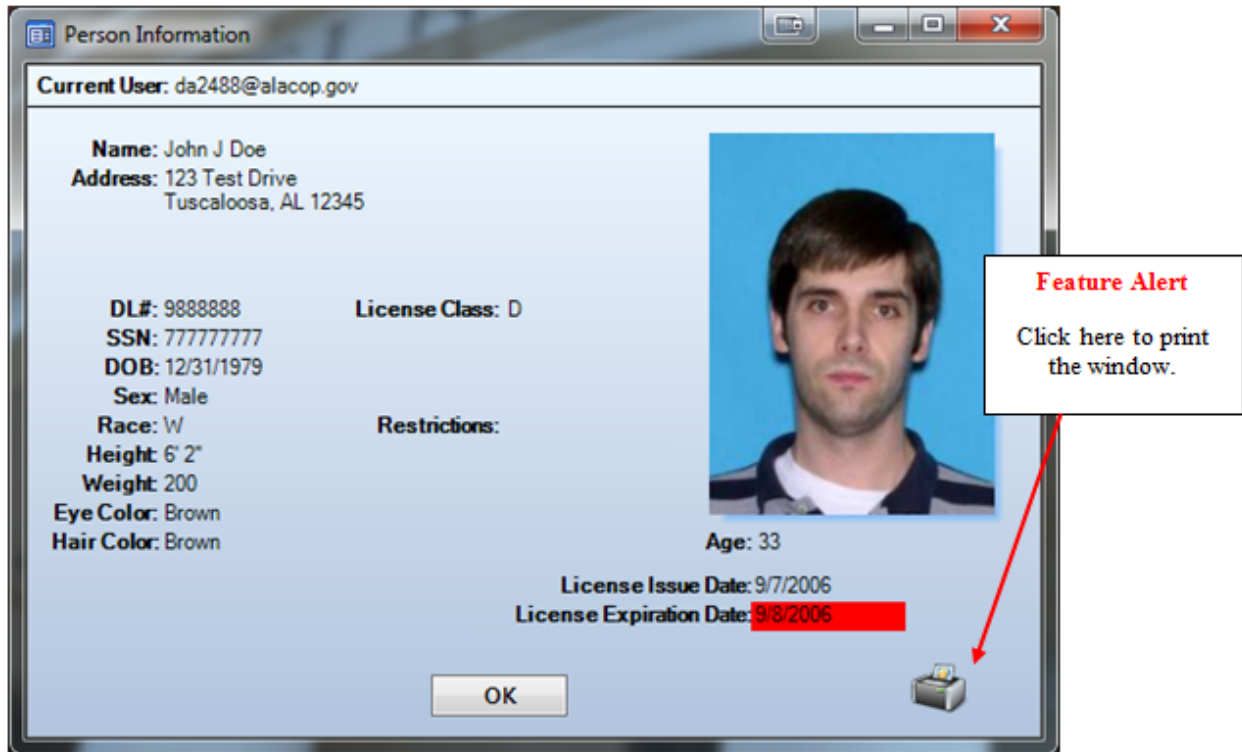 Person Information
Current User: da2488@alacop.gov
Name: John J Doe
Address: 123 Test Drive
Tuscaloosa, AL 12345
DL#: 9888888 License Class: D
SSN: 777777777
DOB: 12/31/1979
Sex: Male
Race: W Restrictions:
Height: 6' 2"
Weight: 200
Eye Color: Brown
Hair Color: Brown
Age: 33
License Issue Date: 9/7/2006
License Expiration Date: 9/8/2006
OK
Feature Alert
Click here to print
the window.